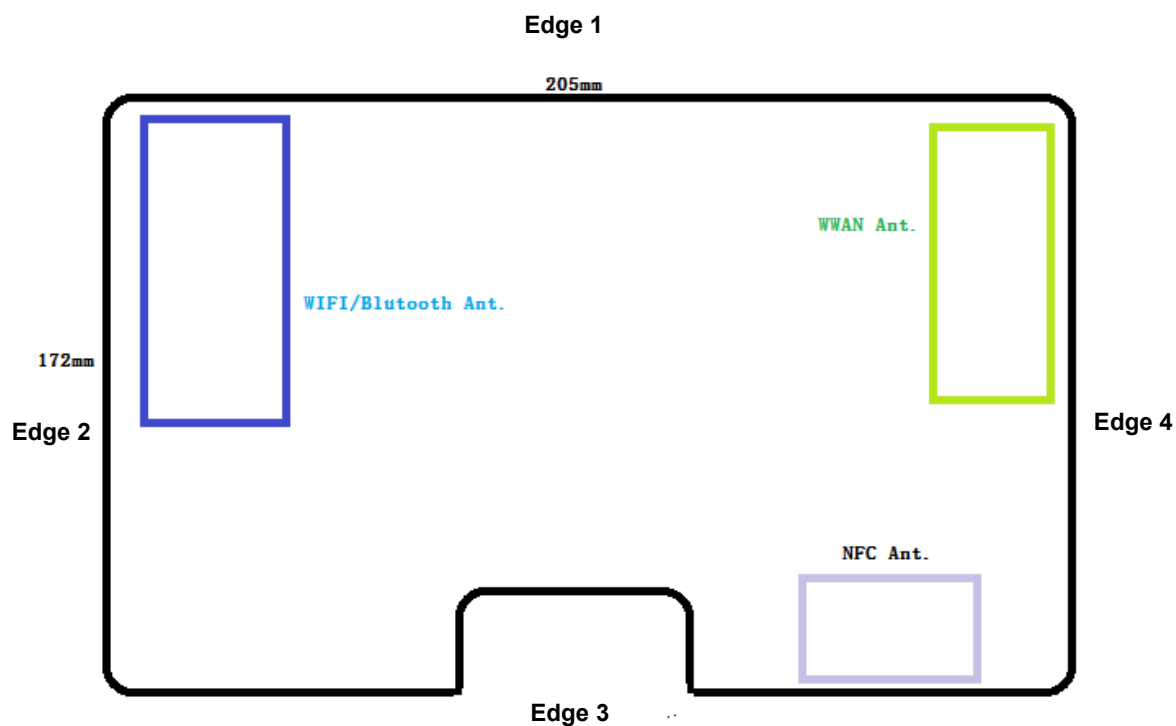 Edge 1
205mm
WWAN Ant.
WIFI/Blutooth Ant.
172mm
Edge 2
Edge 4
NFC Ant.
Edge 3
..